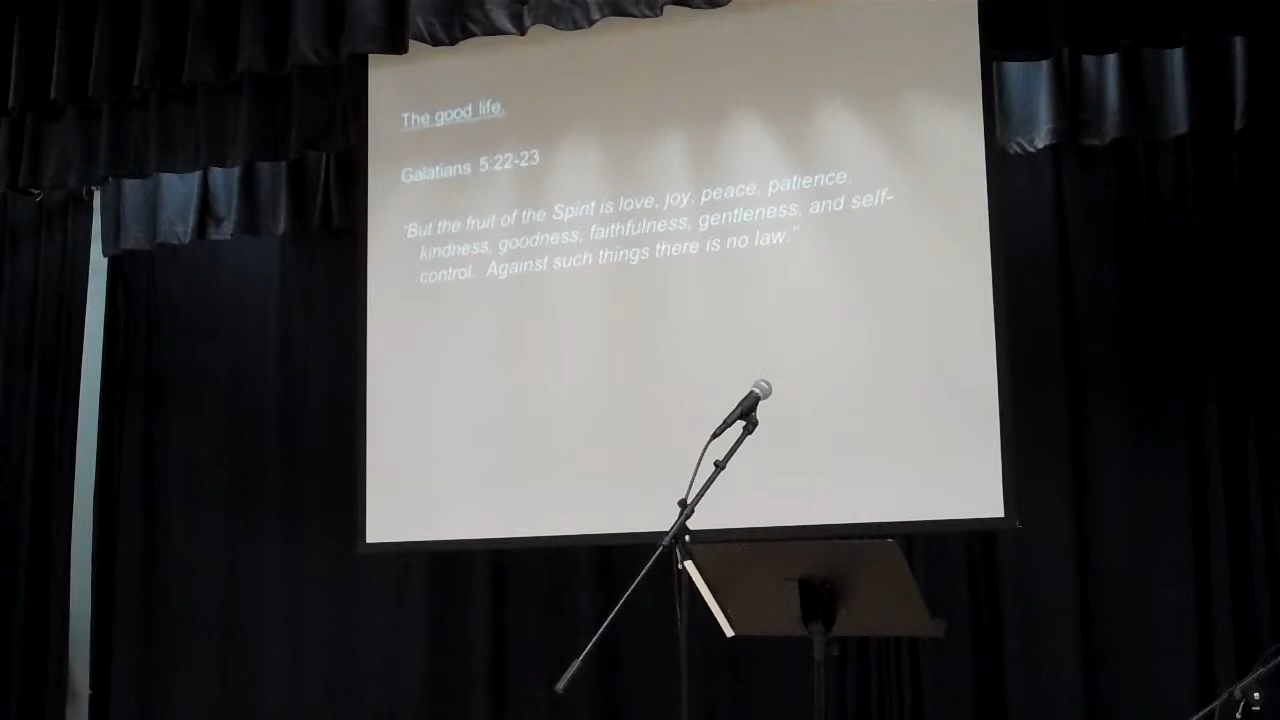 The good life.
Galatians 5:22-23
"But the fruit of the Spirit is love, joy, peace, patience,
kindness, goodness, faithfulness, gentleness, and self-
control. Against such things there is no law."